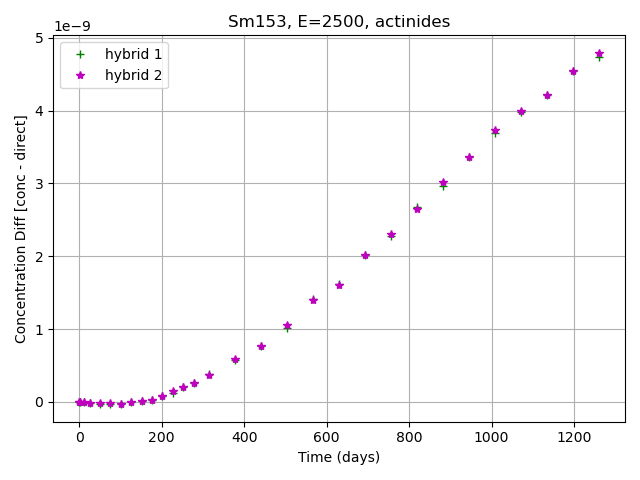 Sm153, E=2500, actinides
1e−9
hybrid 1
hybrid 2
5
4
3
2
1
0
Concentration Diff [conc - direct]
0 200 400 600 800 1000 1200
Time (days)